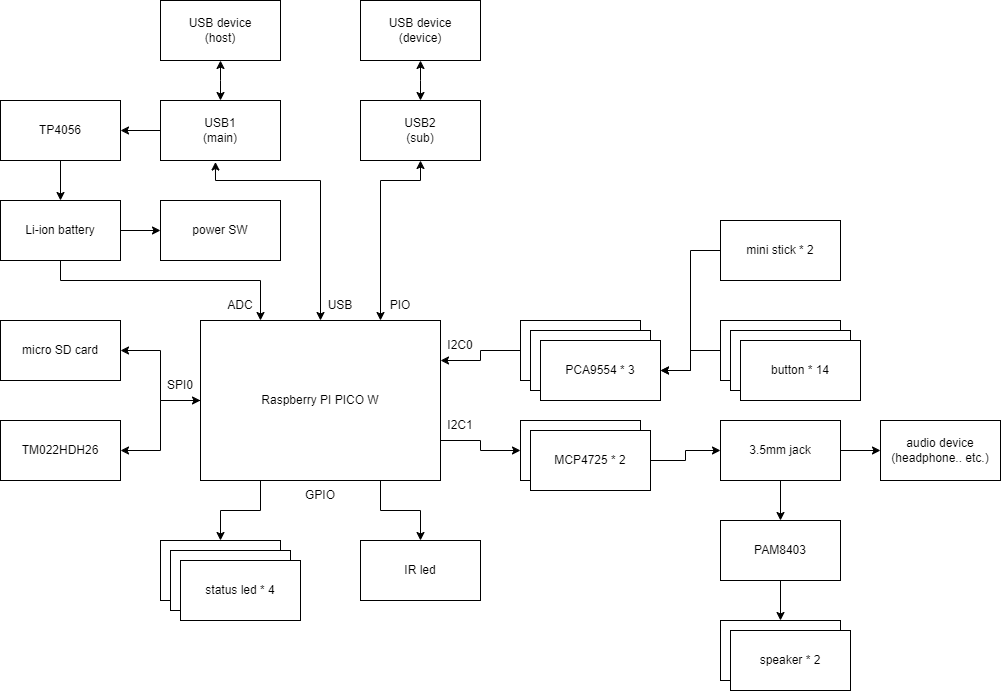 USB device
(host)
USB device
(device)
TP4056
USB1
(main)
USB2
(sub)
Li-ion battery
power SW
mini stick * 2
ADC
USB
PIO
micro SD card
SPI0
TM022HDH26
Raspberry PI PICO W
I2C0
PCA9554 * 3
button * 14
I2C1
MCP4725 * 2
3.5mm jack
audio device
(headphone.. etc.)
GPIO
status led * 4
IR led
PAM8403
speaker * 2